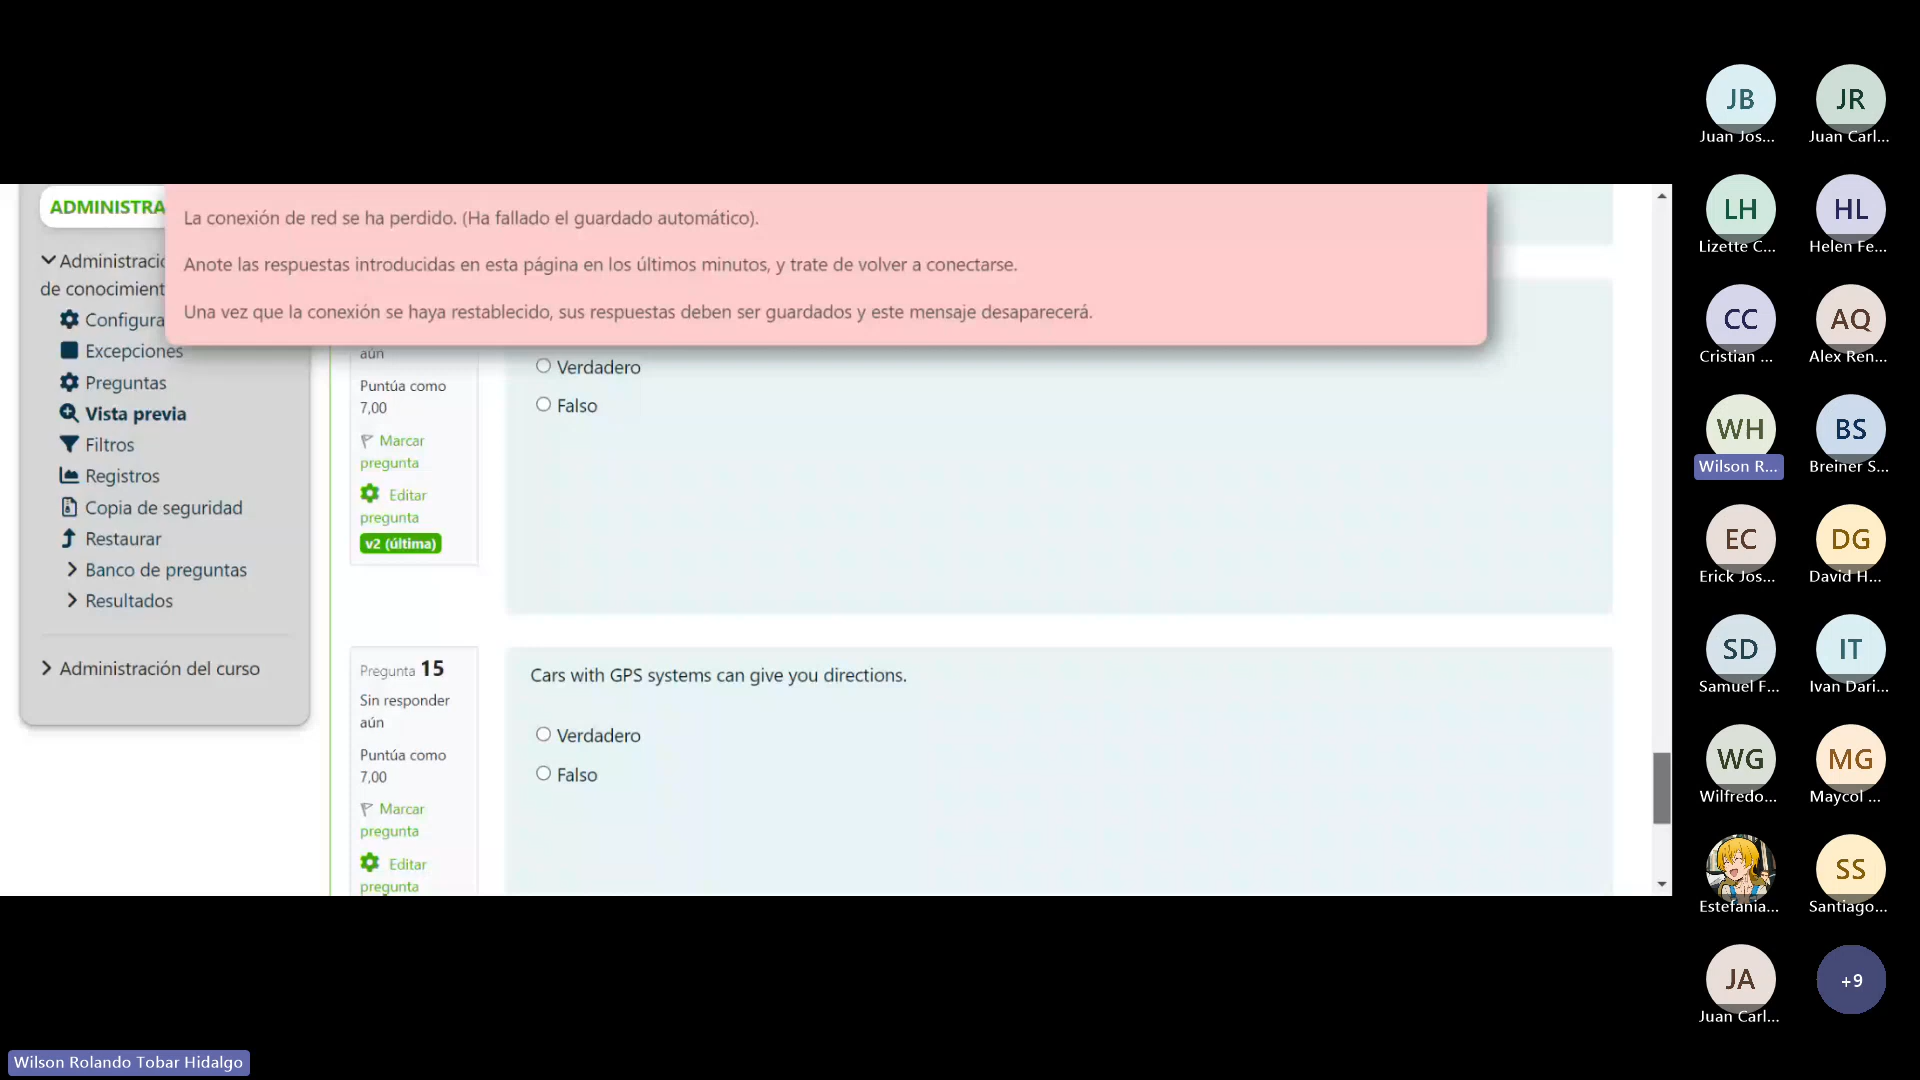 ADMINISTRA
Administraci
de conocimient
Configura
Excepciones
Preguntas
Vista previa
Filtros
Registros
Copia de seguridad
Restaurar
Banco de preguntas
Resultados
Administración del curso
La conexión de red se ha perdido. (Ha fallado el guardado automático).
Anote las respuestas introducidas en esta página en los últimos minutos, y trate de volver a conectarse.
Una vez que la conexión se haya restablecido, sus respuestas deben ser guardados y este mensaje desaparecerá.
aún
Puntúa como
7,00
Marcar
pregunta
Editar
pregunta
v2 (última)
Verdadero
Falso
Pregunta 15
Sin responder
aún
Puntúa como
7,00
Marcar
pregunta
Editar
pregunta
Cars with GPS systems can give you directions.
Verdadero
Falso
JB
Juan Jos...
JR
Juan Carl...
LH
Lizette C...
HL
Helen Fe...
CC
Cristian ...
AQ
Alex Ren...
WH
Wilson R...
BS
Breiner S...
EC
Erick Jos...
DG
David H...
SD
Samuel F...
IT
Ivan Dari...
WG
Wilfredo...
MG
Maycol ...
Estefania...
SS
Santiago...
JA
Juan Carl...
+9
Wilson Rolando Tobar Hidalgo